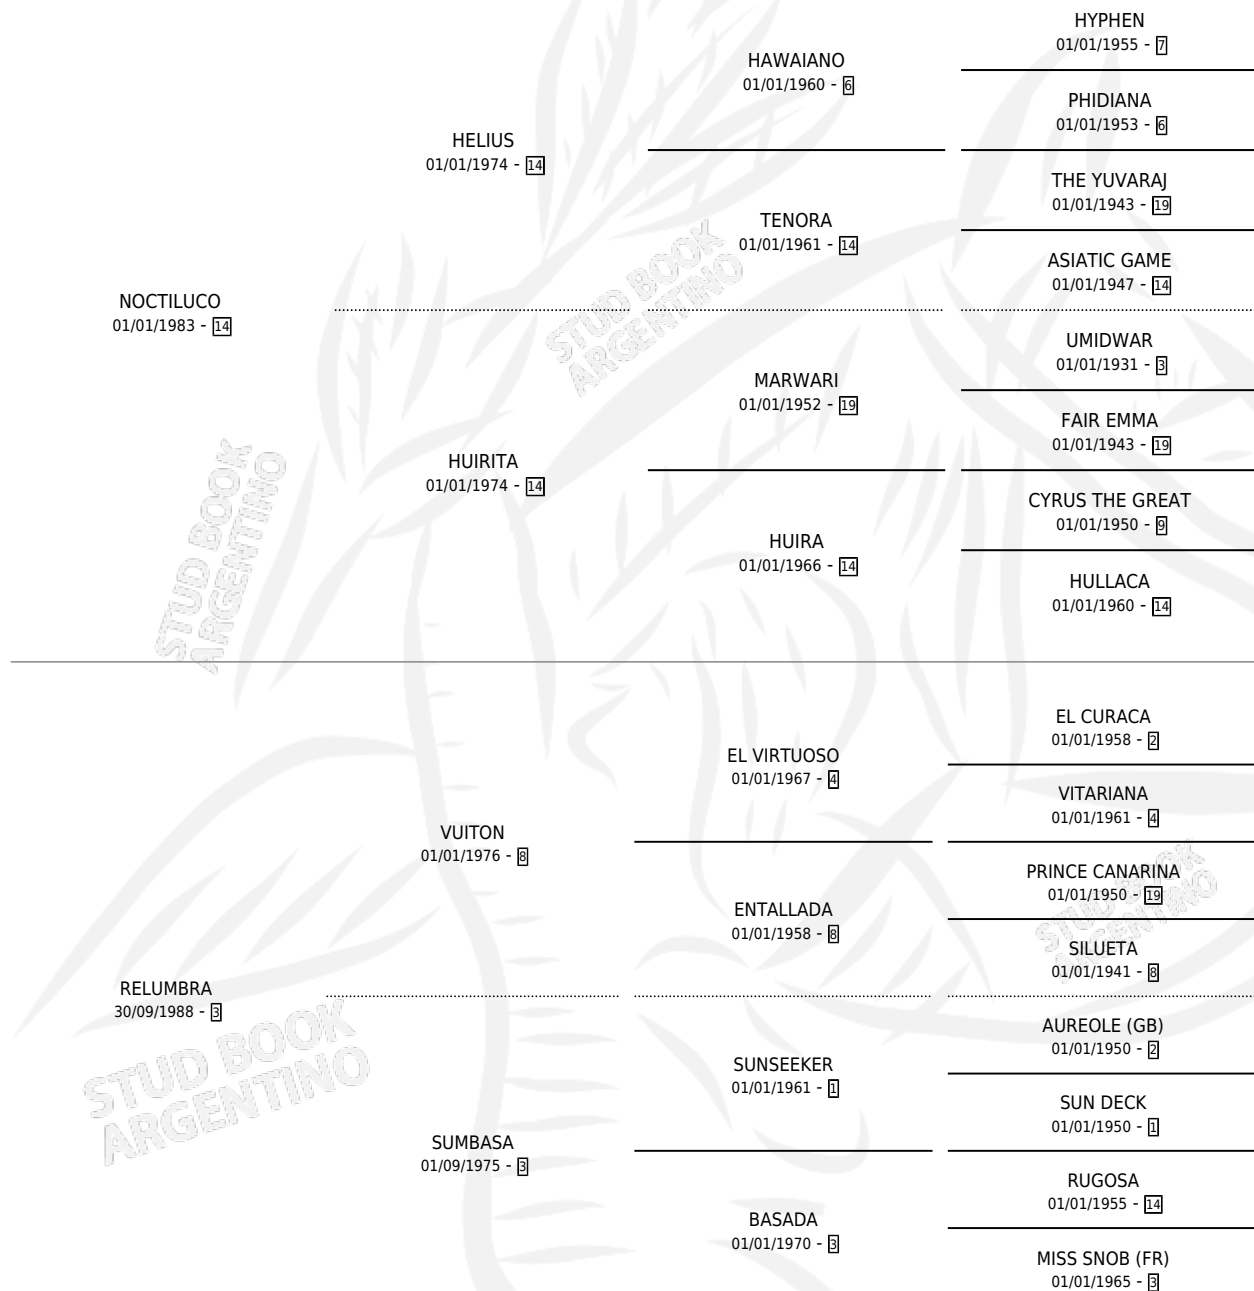 HYPHEN
01/01/1955 - 7
HAWAIANO
01/01/1960 - 6
PHIDIANA
01/01/1953 - 6
HELIUS
01/01/1974 - 14
THE YUVARAJ
01/01/1943 - 19
TENORA
01/01/1961 - 14
ASIATIC GAME
01/01/1947 - 14
NOCTILUCO
01/01/1983 - 14
UMIDWAR
01/01/1931 - 3
MARWARI
01/01/1952 - 19
FAIR EMMA
01/01/1943 - 19
HUIRITA
01/01/1974 - 14
CYRUS THE GREAT
01/01/1950 - 9
HUIRA
01/01/1966 - 14
HULLACA
01/01/1960 - 14
EL CURACA
01/01/1958 - 2
EL VIRTUOSO
01/01/1967 - 4
VITARIANA
01/01/1961 - 4
VUITON
01/01/1976 - 8
PRINCE CANARINA
01/01/1950 - 19
ENTALLADA
01/01/1958 - 8
SILUETA
01/01/1941 - 8
RELUMBRA
30/09/1988 - 3
AUREOLE (GB)
01/01/1950 - 2
SUNSEEKER
01/01/1961 - 1
SUN DECK
01/01/1950 - 1
SUMBASA
01/09/1975 - 3
RUGOSA
01/01/1955 - 14
BASADA
01/01/1970 - 3
MISS SNOB (FR)
01/01/1965 - 3
STUD BOOK
ARGENTINO
STUD BOOK
ARGENTINO
STUD BOOK
ARGENTINO
STUD BOOK
ARGENTINO